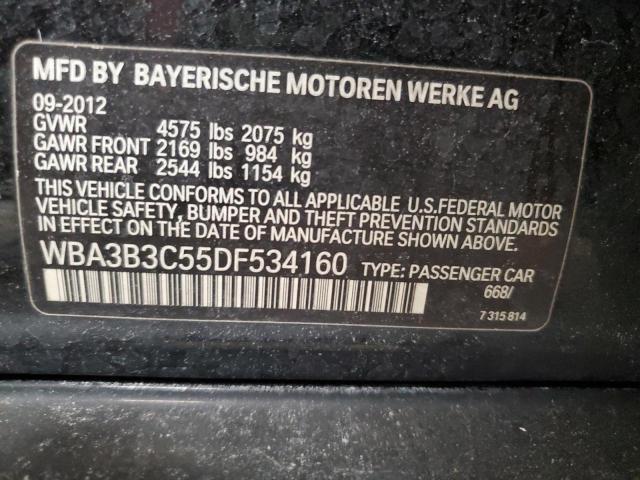 MFD BY BAYERISCHE MOTOREN WERKE AG
09-2012
GVWR 4575 lbs 2075 kg
GAWR FRONT 2169 lbs 984 kg
GAWR REAR 2544 lbs 1154 kg
THIS VEHICLE CONFORMS TO ALL APPLICABLE U.S.FEDERAL MOTOR
VEHICLE SAFETY, BUMPER AND THEFT PREVENTION STANDARDS
IN EFFECT ON THE DATE OF MANUFACTURE SHOWN ABOVE.
WBA3B3C55DF534160 TYPE: PASSENGER CAR
668/
7 315 814